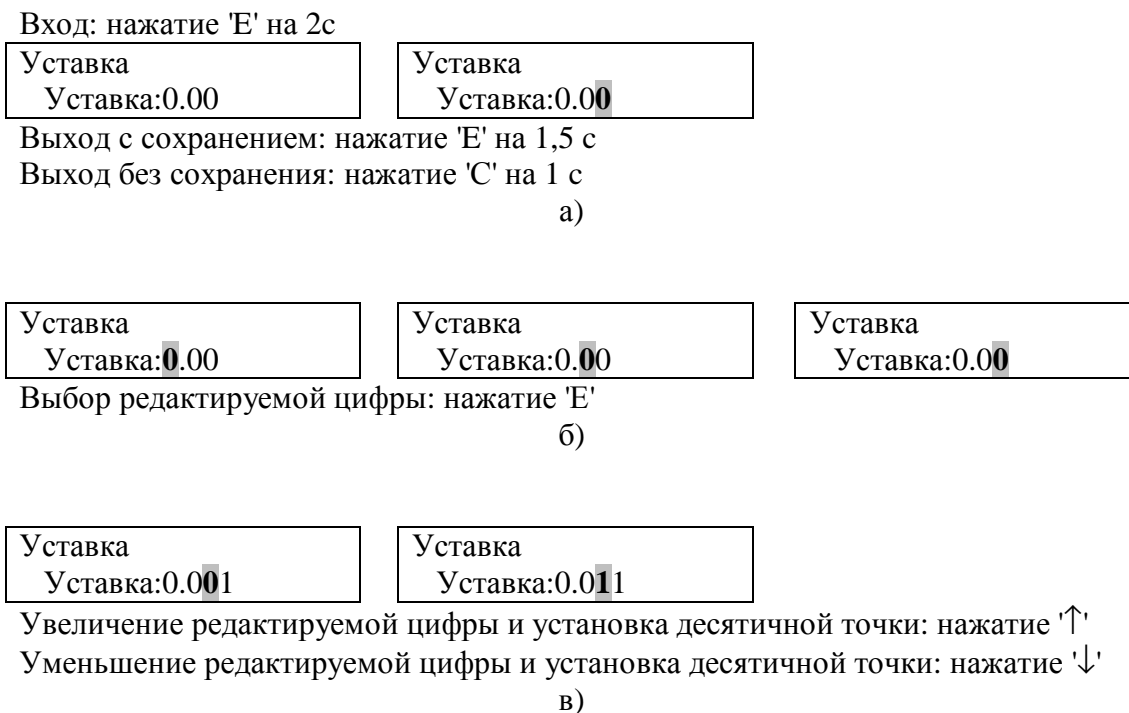 Вход: нажатие 'E' на 2с
Уставка Уставка
Уставка:0.00 Уставка:0.00
Выход с сохранением: нажатие 'E' на 1,5 с
Выход без сохранения: нажатие 'C' на 1 с
а)
Уставка Уставка Уставка
Уставка:0.00 Уставка:0.00 Уставка:0.00
Выбор редактируемой цифры: нажатие 'E'
б)
Уставка Уставка
Уставка:0.001 Уставка:0.011
Увеличение редактируемой цифры и установка десятичной точки: нажатие '↑'
Уменьшение редактируемой цифры и установка десятичной точки: нажатие '↓'
в)